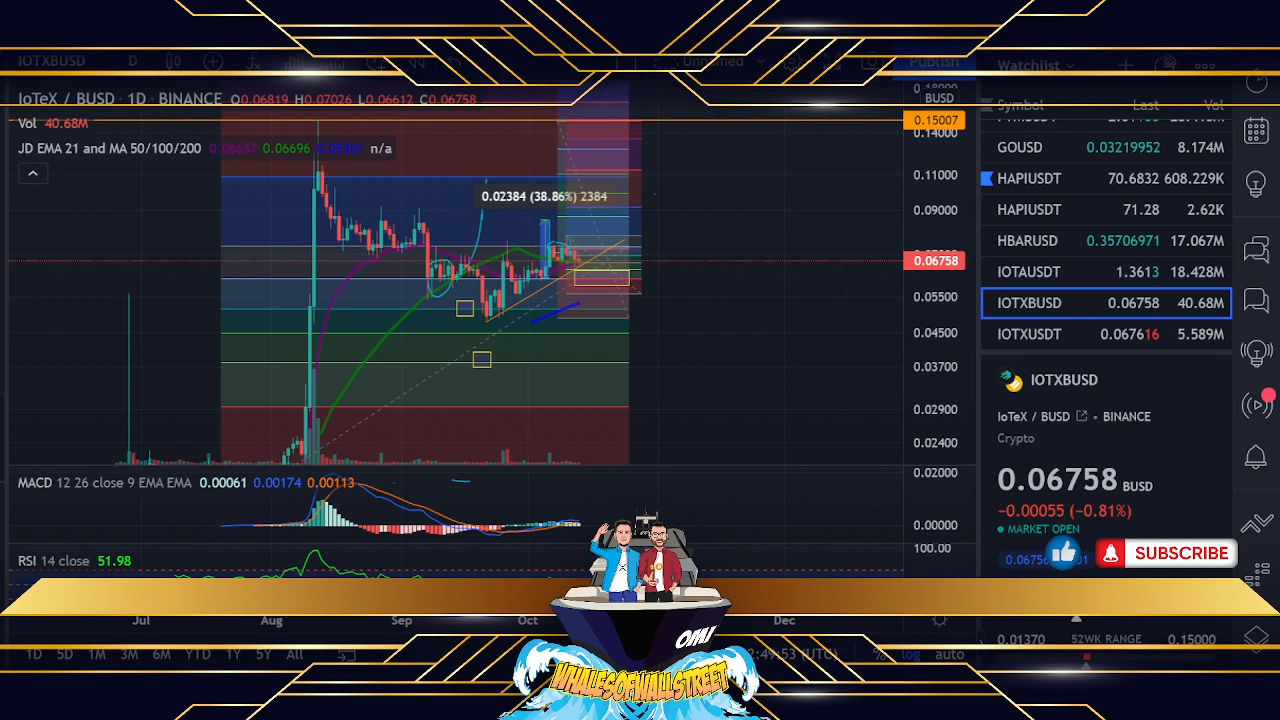 IOTXBUSD D Unnamed Publish Watchlist
IoTeX / BUSD · 1D · BINANCE O0.06819 H0.07026 L0.06612 C0.06758
Vol 40.68M
JD EMA 21 and MA 50/100/200 0.06637 0.06696 0.05301 n/a
0.02384 (38.86%) 2384
BUSD
0.15007
0.14000
0.11000
0.09000
0.06758
0.05500
0.04500
0.03700
0.02900
0.02400
0.02000
0.00000
100.00
MACD 12 26 close 9 EMA EMA 0.00061 0.00174 0.00113
RSI 14 close 51.98
Jul Aug Sep Oct Dec
1D 5D 1M 3M 6M YTD 1Y 5Y All
(UTC) % log auto
Symbol Last Vol
GOUSD 0.03219952 8.174M
HAPIUSDT 70.6832 608.229K
HAPIUSDT 71.28 2.62K
HBARUSD 0.35706971 17.067M
IOTAUSDT 1.3613 18.428M
IOTXBUSD 0.06758 40.68M
IOTXUSDT 0.067616 5.589M
IOTXBUSD
IoTeX / BUSD - BINANCE
Crypto
0.06758 BUSD
−0.00055 (−0.81%)
MARKET OPEN
SUBSCRIBE
0.01370 52WK RANGE 0.15000
OMI
WHALESOFWALLSTREET